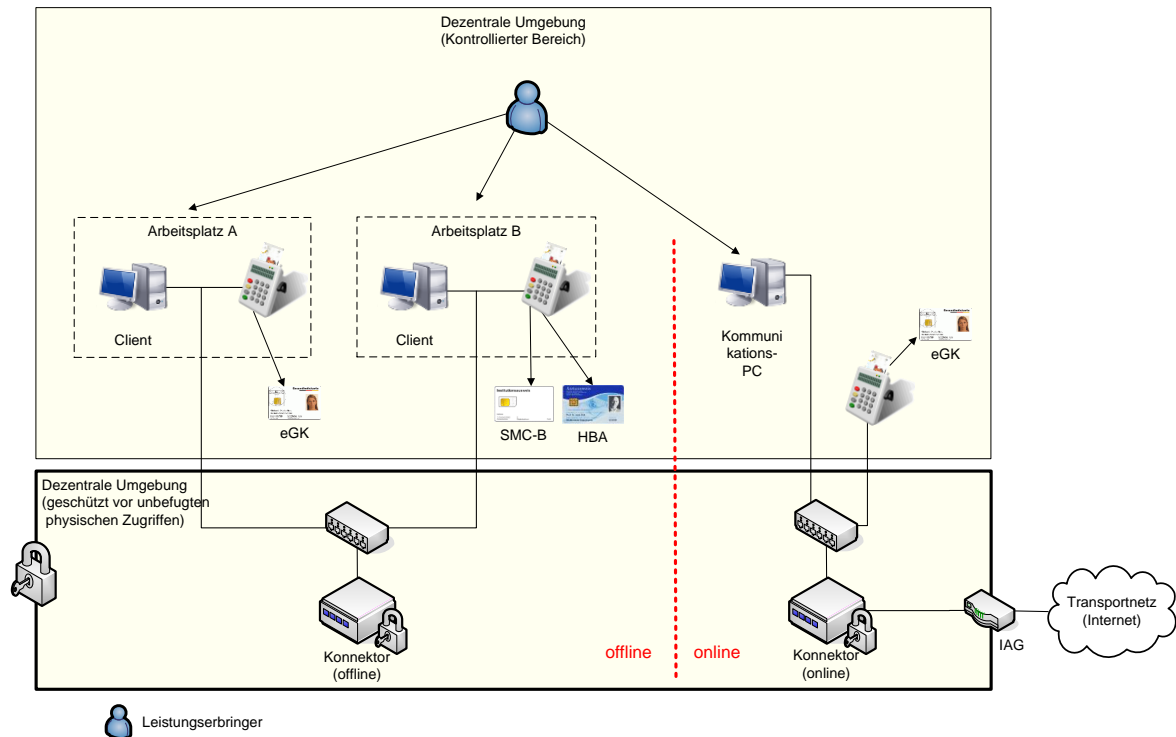 Dezentrale Umgebung
(Kontrollierter Bereich)
Arbeitsplatz A
Arbeitsplatz B
Client
Client
Kommuni
kations-
PC
eGK
eGK
SMC-B
HBA
Dezentrale Umgebung
(geschützt vor unbefugten
physischen Zugriffen)
Konnektor
(offline)
offline
online
Konnektor
(online)
IAG
Transportnetz
(Internet)
Leistungserbringer